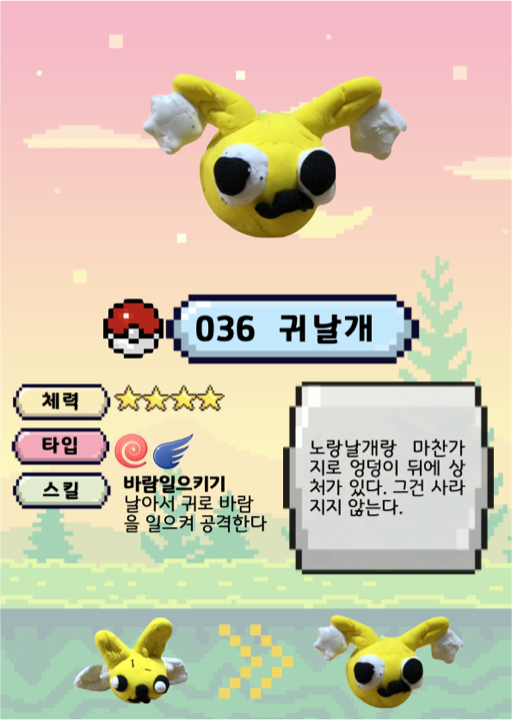 036 귀날개
체력
타입
스킬
바람일으키기
날아서 귀로 바람
을 일으켜 공격한다
노랑날개랑 마찬가
지로 엉덩이 뒤에 상
처가 있다. 그건 사라
지지 않는다.